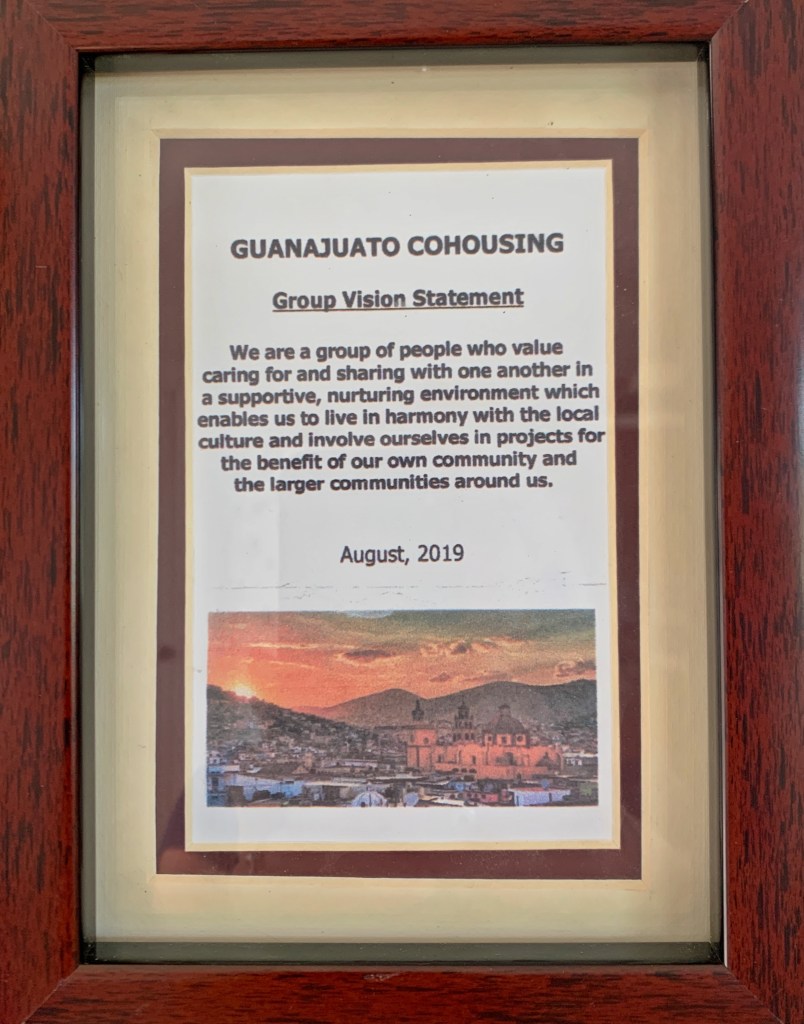 GUANAJUATO COHOUSING
Group Vision Statement
We are a group of people who value
caring for and sharing with one another in
a supportive, nurturing environment which
enables us to live in harmony with the local
culture and involve ourselves in projects for
the benefit of our own community and
the larger communities around us.
August, 2019